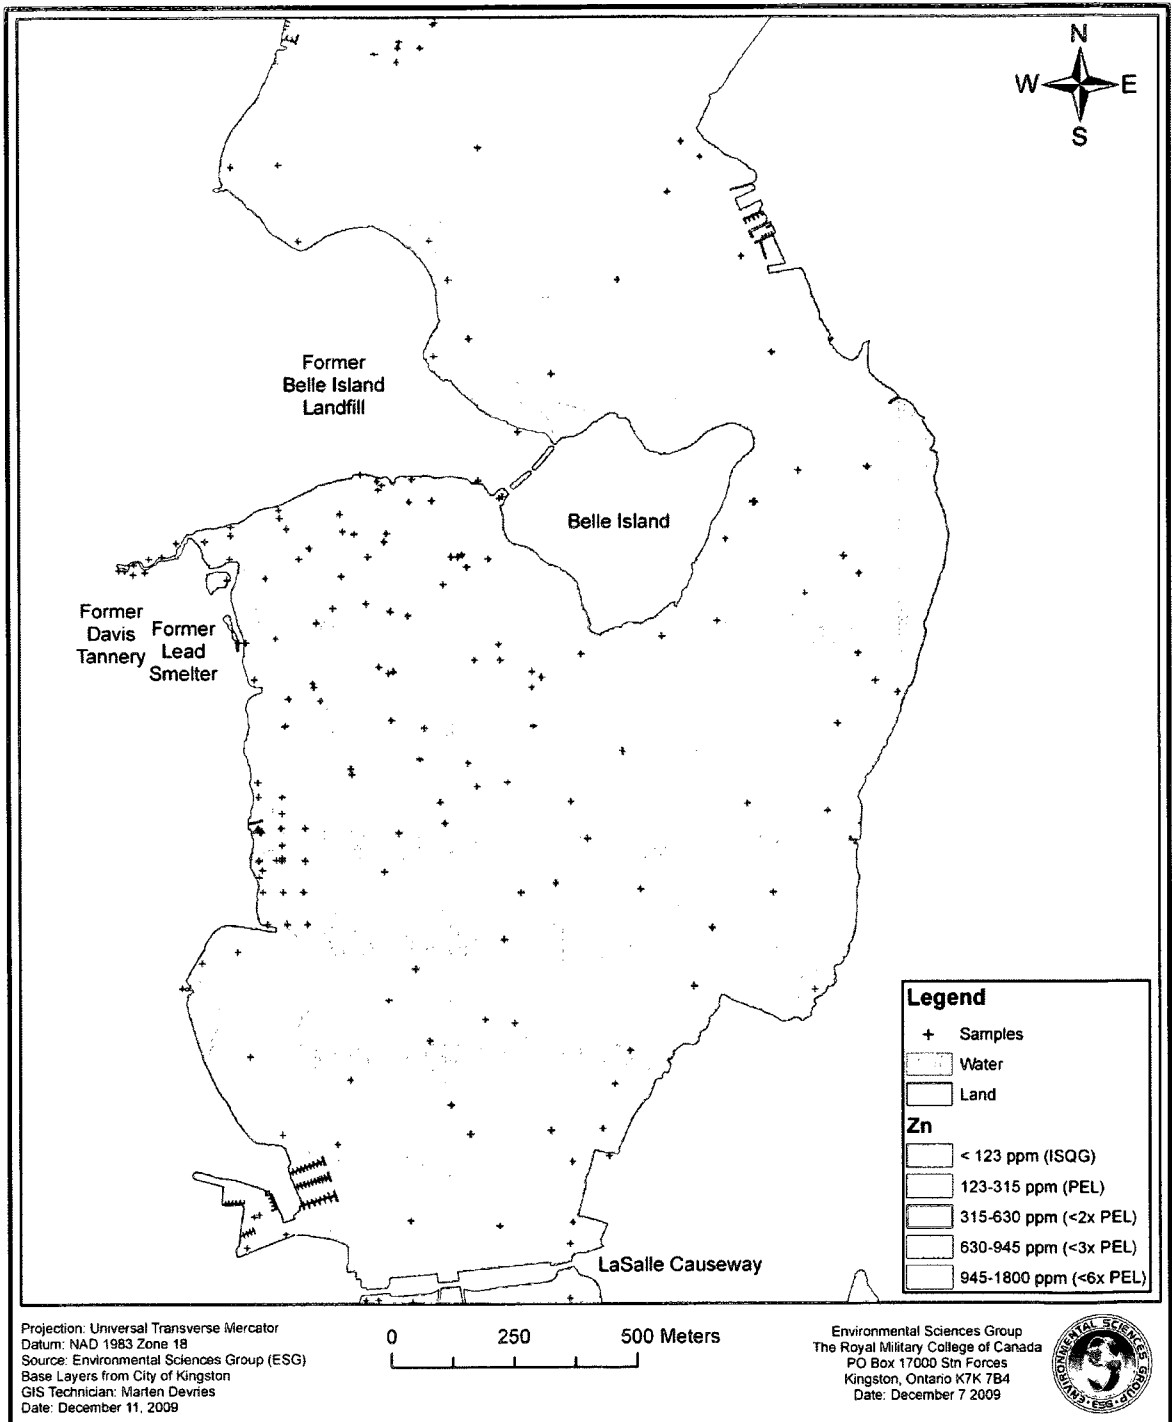 N
W E
S
Former
Belle Island
Landfill
Belle Island
Former
Davis
Tannery
Former
Lead
Smelter
LaSalle Causeway
Legend
+ Samples
Water
Land
Zn
< 123 ppm (ISQG)
123-315 ppm (PEL)
315-630 ppm (<2x PEL)
630-945 ppm (<3x PEL)
945-1800 ppm (<6x PEL)
Projection: Universal Transverse Mercator
Datum: NAD 1983 Zone 18
Source: Environmental Sciences Group (ESG)
Base Layers from City of Kingston
GIS Technician: Marten Devries
Date: December 11, 2009
0 250 500 Meters
Environmental Sciences Group
The Royal Military College of Canada
PO Box 17000 Stn Forces
Kingston, Ontario K7K 7B4
Date: December 7 2009
ENVIRONMENTAL SCIENCES GROUP
ESG